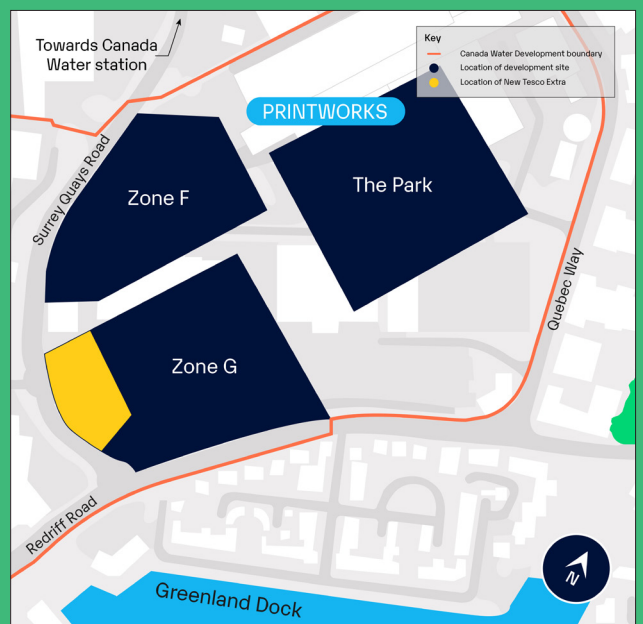 Towards Canada
Water station
Key
Canada Water Development boundary
Location of development site
Location of New Tesco Extra
PRINTWORKS
Surrey Quays Road
Zone F
The Park
Quebec Way
Zone G
Redriff Road
Greenland Dock
N